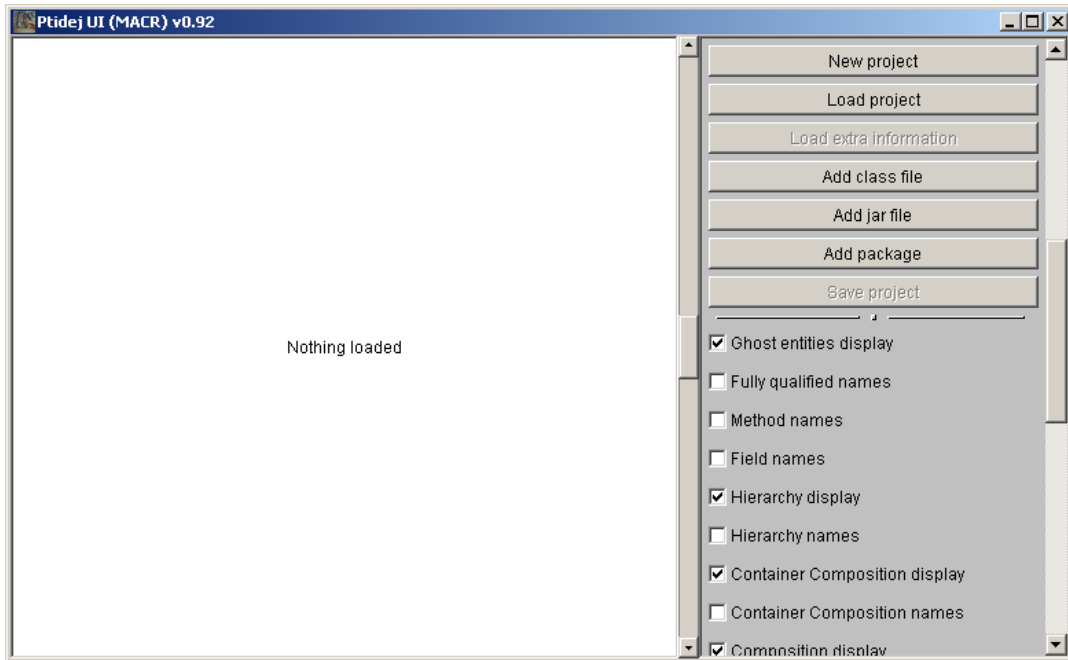 Ptidej UI (MACR) v0.92
Nothing loaded
New project
Load project
Load extra information
Add class file
Add jar file
Add package
Save project
Ghost entities display
Fully qualified names
Method names
Field names
Hierarchy display
Hierarchy names
Container Composition display
Container Composition names
Composition display